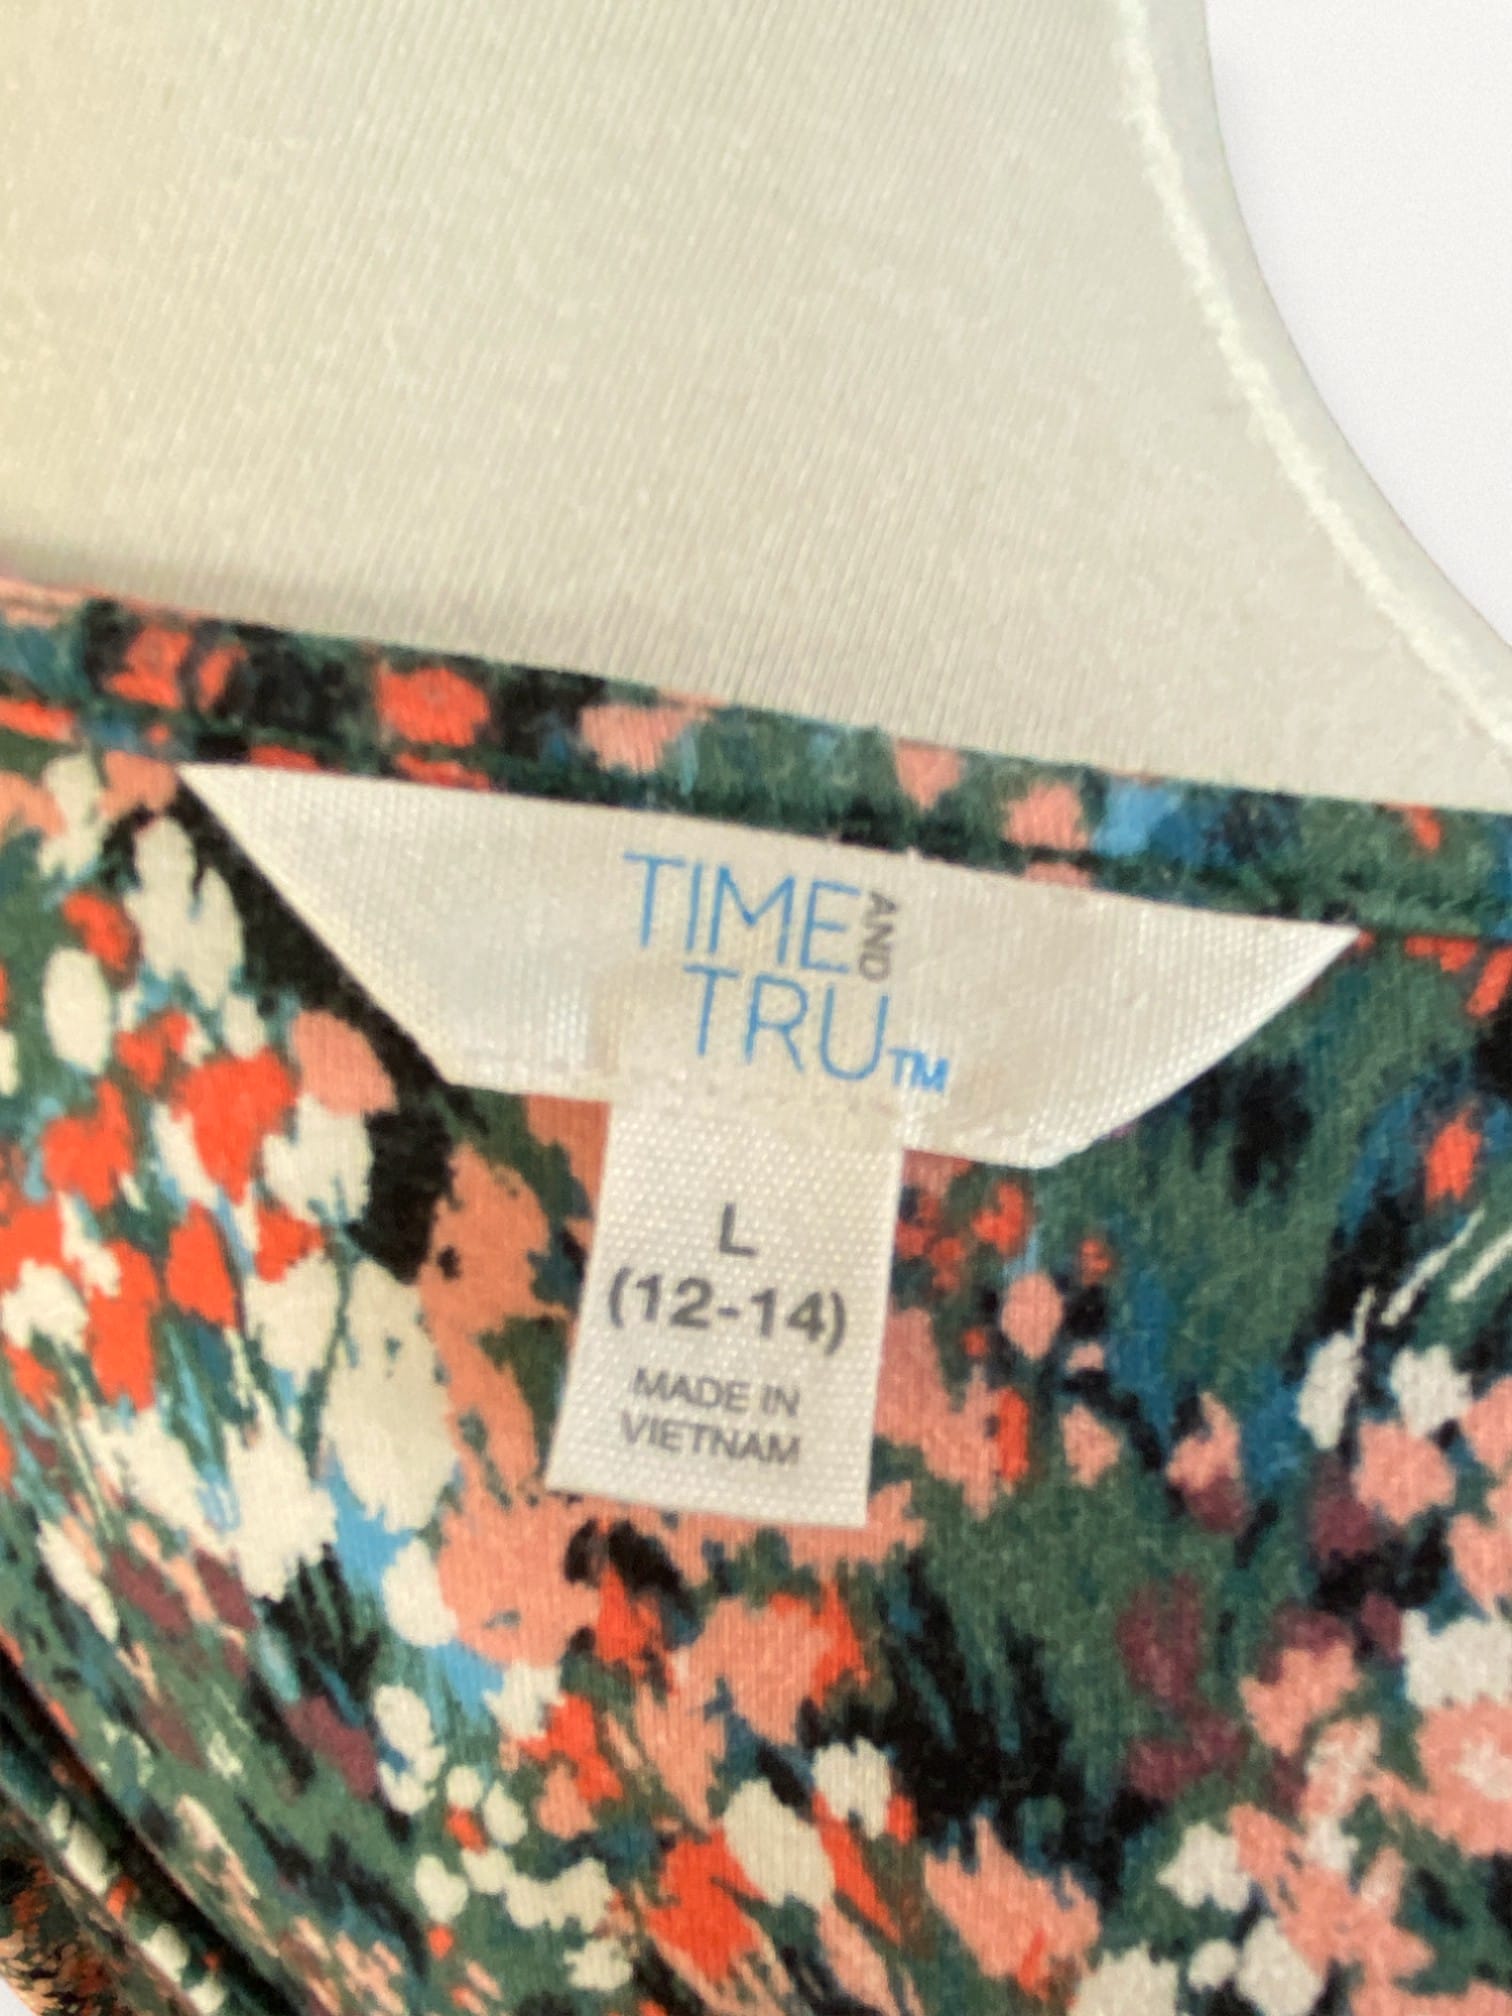 TIME AND
TRU™
L
(12-14)
MADE IN
VIETNAM